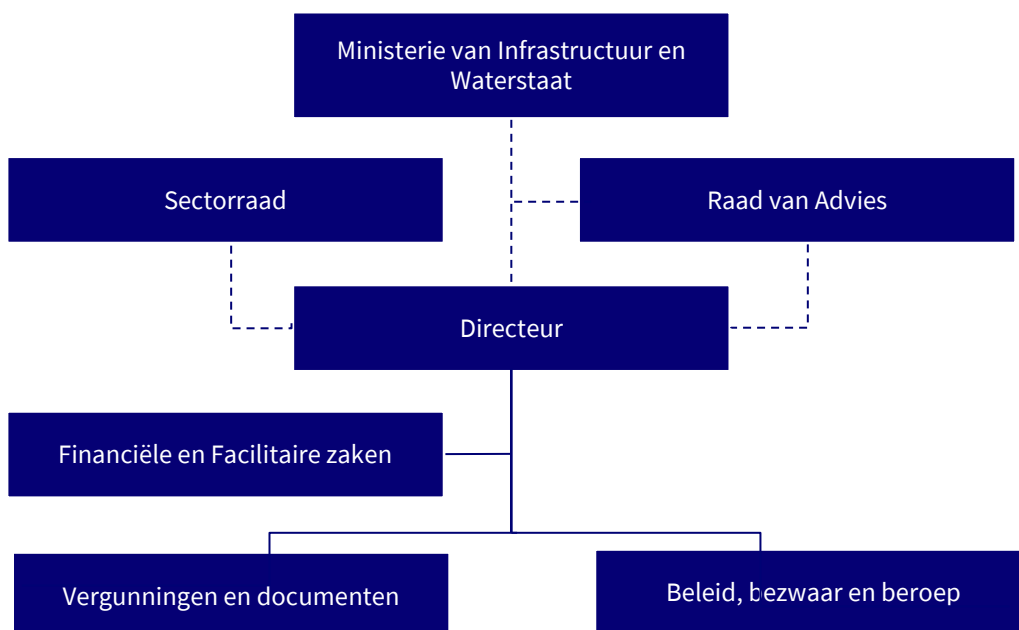 Ministerie van Infrastructuur en
Waterstaat
Sectorraad
Raad van Advies
Directeur
Financiële en Facilitaire zaken
Vergunningen en documenten
Beleid, bezwaar en beroep